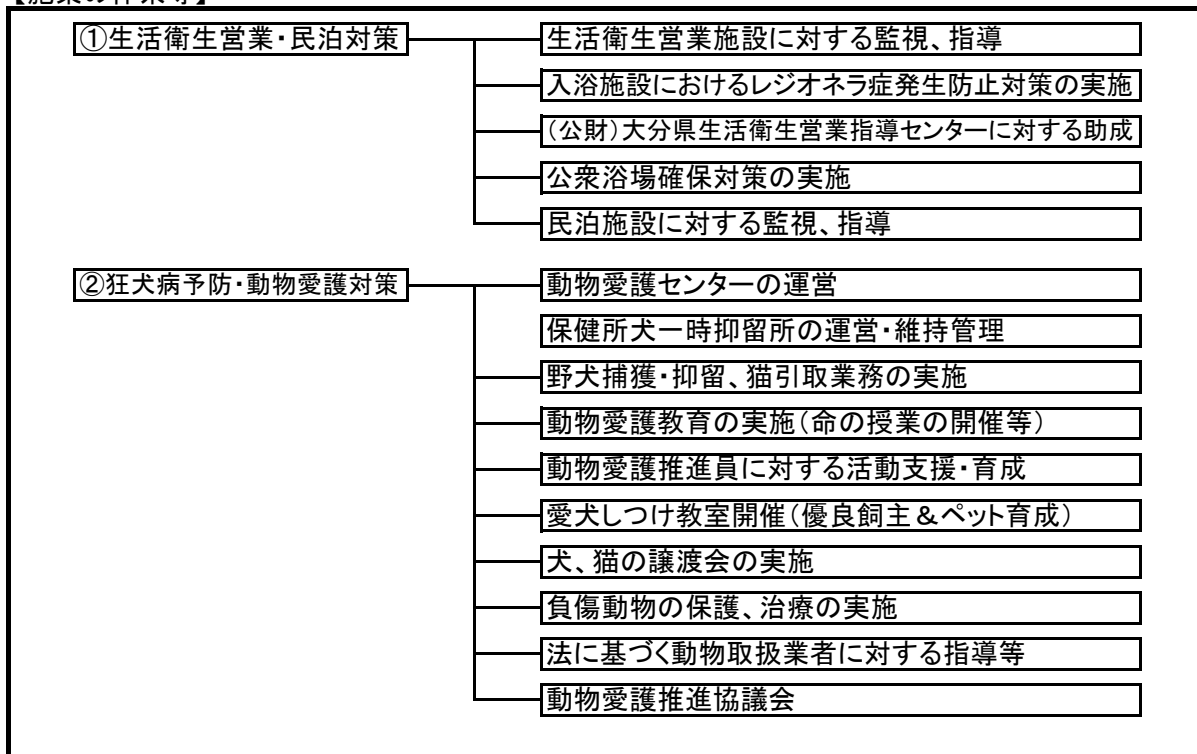 ①生活衛生営業・民泊対策
生活衛生営業施設に対する監視、指導
入浴施設におけるレジオネラ症発生防止対策の実施
(公財)大分県生活衛生営業指導センターに対する助成
公衆浴場確保対策の実施
民泊施設に対する監視、指導
②狂犬病予防・動物愛護対策
動物愛護センターの運営
保健所犬一時抑留所の運営・維持管理
野犬捕獲・抑留、猫引取業務の実施
動物愛護教育の実施(命の授業の開催等)
動物愛護推進員に対する活動支援・育成
愛犬しつけ教室開催(優良飼主&ペット育成)
犬、猫の譲渡会の実施
負傷動物の保護、治療の実施
法に基づく動物取扱業者に対する指導等
動物愛護推進協議会